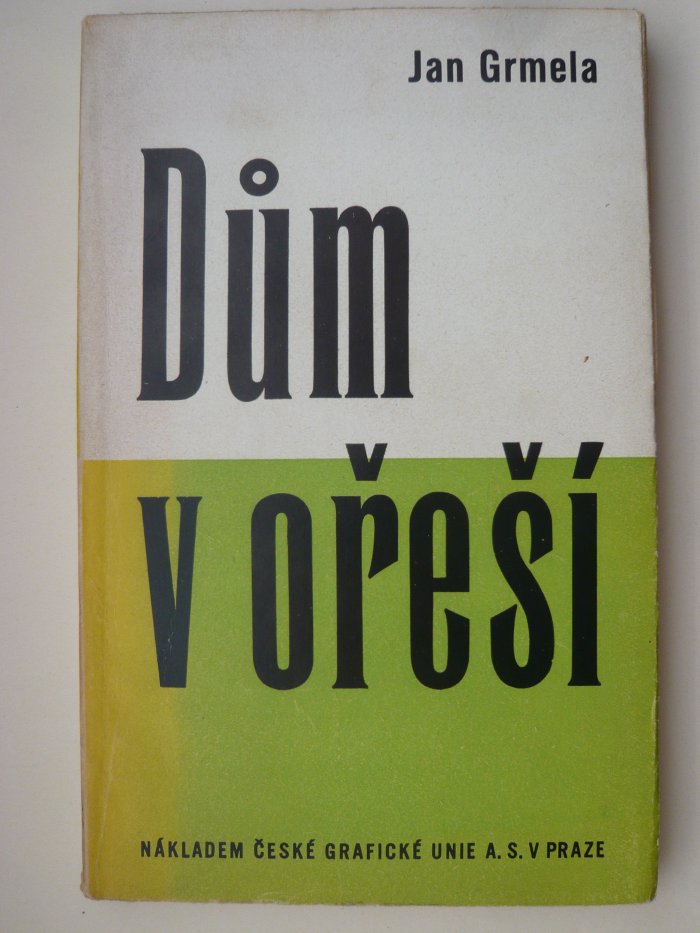 Jan Grmela
Dům
v ořeší
NÁKLADEM ČESKÉ GRAFICKÉ UNIE A. S. V PRAZE